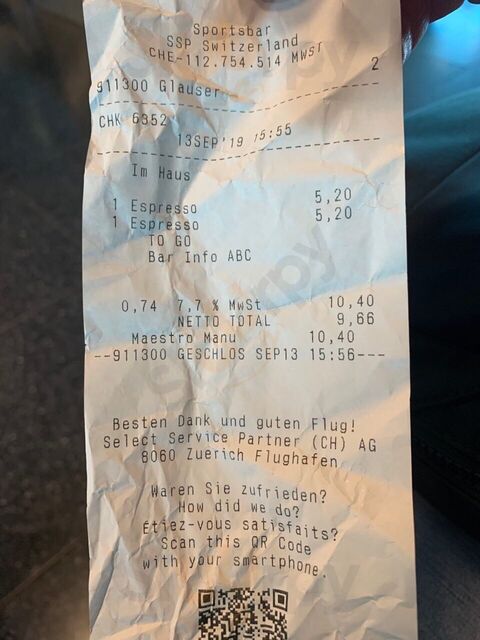 Sportsbar
SSP Switzerland
CHE-112.754.514 MWST
2
911300 Glauser
CHK 6352
13SEP'19 15:55
Im Haus
1 Espresso 5,20
1 Espresso 5,20
TO GO
Bar Info ABC
0,74 7,7 % MwSt 10,40
NETTO TOTAL 9,66
Maestro Manu 10,40
--911300 GESCHLOS SEP13 15:56---
Besten Dank und guten Flug!
Select Service Partner (CH) AG
8060 Zuerich Flughafen
Waren Sie zufrieden?
How did we do?
Étiez-vous satisfaits?
Scan this QR Code
with your smartphone.